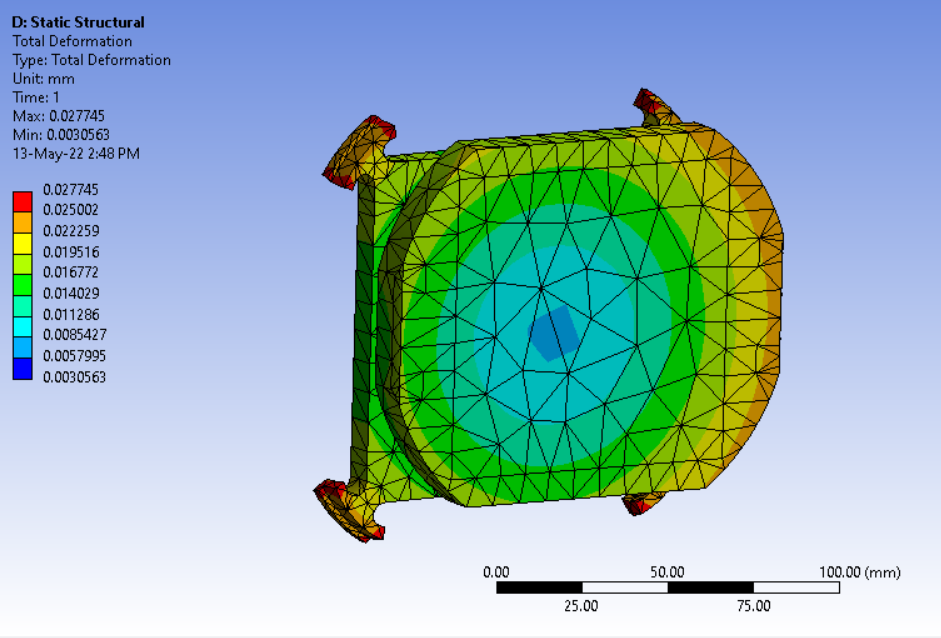 D: Static Structural
Total Deformation
Type: Total Deformation
Unit: mm
Time: 1
Max: 0.027745
Min: 0.0030563
13-May-22 2:48 PM
0.027745
0.025002
0.022259
0.019516
0.016772
0.014029
0.011286
0.0085427
0.0057995
0.0030563
0.00 50.00 100.00 (mm)
25.00 75.00